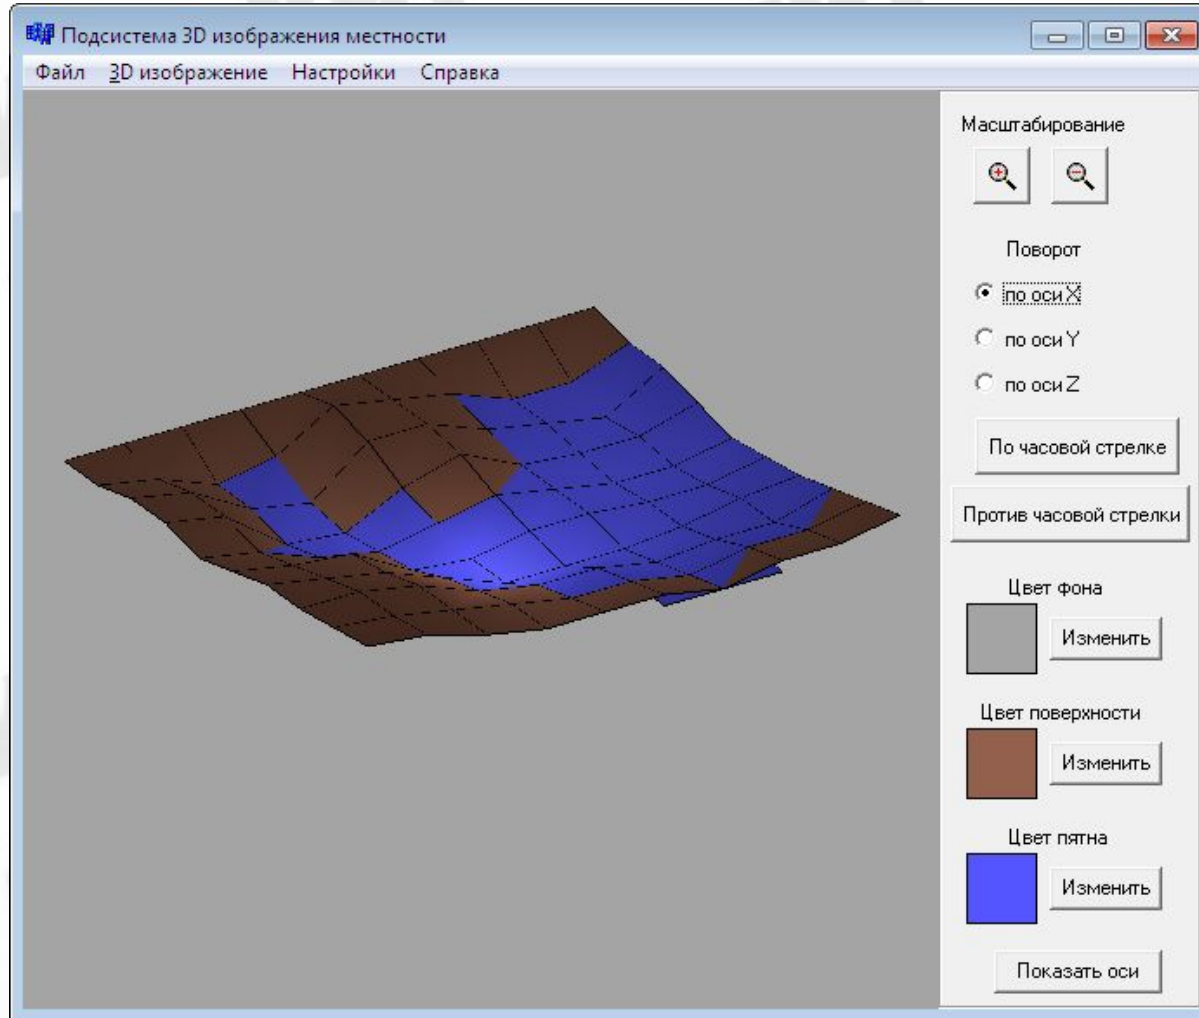 Подсистема 3D изображения местности
Файл 3D изображение Настройки Справка
Масштабирование
Поворот
по оси X
по оси Y
по оси Z
По часовой стрелке
Против часовой стрелки
Цвет фона
Изменить
Цвет поверхности
Изменить
Цвет пятна
Изменить
Показать оси